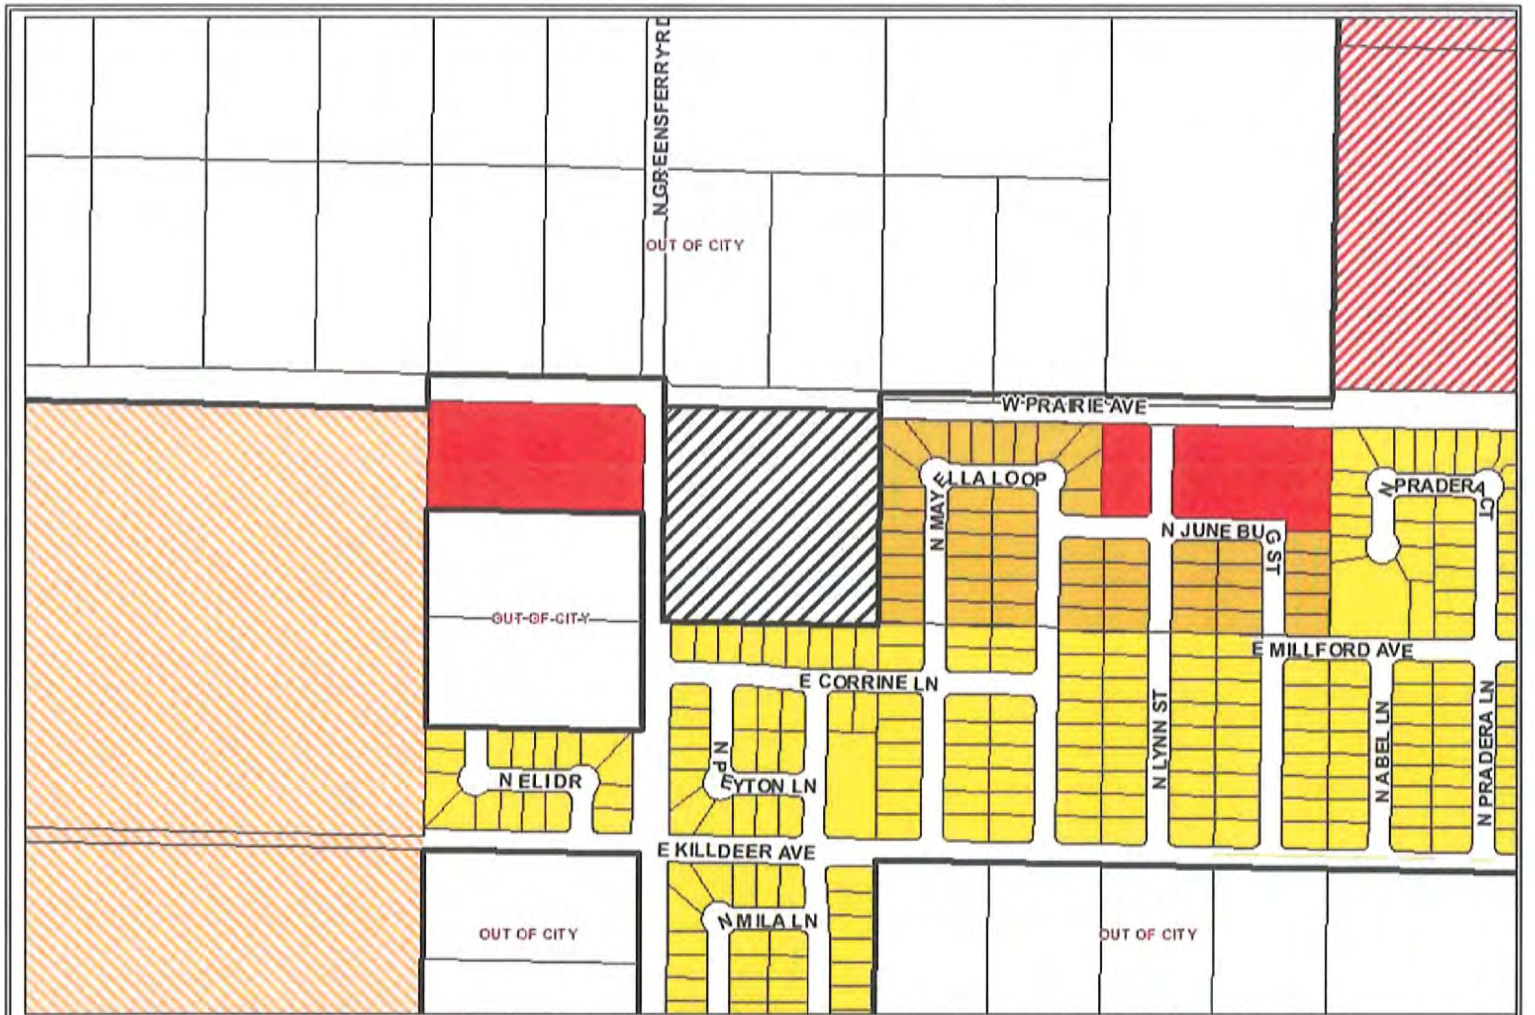 N GREENSFERRY RD
OUT OF CITY
W PRAIRIE AVE
N MAY
ELLA LOOP
N PRADERA CT
N JUNE BUG ST
OUT OF CITY
E MILLFORD AVE
E CORRINE LN
N LYNN ST
N ABEL LN
N PRADERA LN
N ELI DR
N PEYTON LN
E KILLDEER AVE
N MILA LN
OUT OF CITY
OUT OF CITY